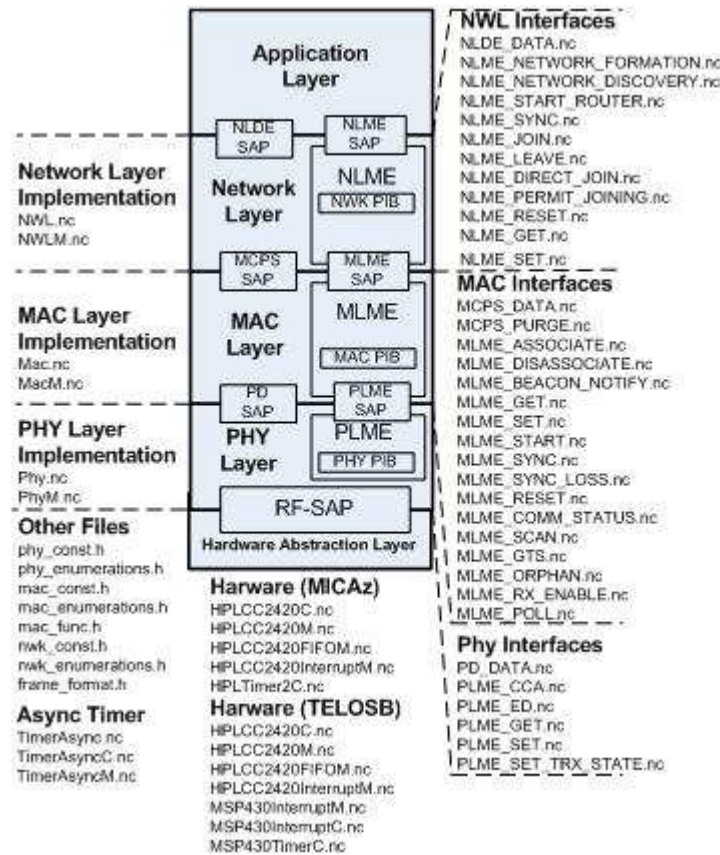 Application
Layer
NLDE
SAP
NLME
SAP
Network
Layer
NLME
NWK PIB
MCPS
SAP
MLME
SAP
MAC
Layer
MLME
MAC PIB
PD
SAP
PLME
SAP
PHY
Layer
PLME
PHY PIB
RF-SAP
Hardware Abstraction Layer
Network Layer
Implementation
NWL.nc
NWLM.nc
MAC Layer
Implementation
Mac.nc
MacM.nc
PHY Layer
Implementation
Phy.nc
PhyM.nc
Other Files
phy_const.h
phy_enumerations.h
mac_const.h
mac_enumerations.h
mac_func.h
nwk_const.h
nwk_enumerations.h
frame_format.h
Async Timer
TimerAsync.nc
TimerAsyncC.nc
TimerAsyncM.nc
Harware (MICAz)
HPLCC2420C.nc
HPLCC2420M.nc
HPLCC2420FIFOM.nc
HPLCC2420InterruptM.nc
HPLTimer2C.nc
Harware (TELOSB)
HPLCC2420C.nc
HPLCC2420M.nc
HPLCC2420FIFOM.nc
HPLCC2420InterruptM.nc
MSP430InterruptM.nc
MSP430InterruptC.nc
MSP430TimerC.nc
NWL Interfaces
NLDE_DATA.nc
NLME_NETWORK_FORMATION.nc
NLME_NETWORK_DISCOVERY.nc
NLME_START_ROUTER.nc
NLME_SYNC.nc
NLME_JOIN.nc
NLME_LEAVE.nc
NLME_DIRECT_JOIN.nc
NLME_PERMIT_JOINING.nc
NLME_RESET.nc
NLME_GET.nc
NLME_SET.nc
MAC Interfaces
MCPS_DATA.nc
MCPS_PURGE.nc
MLME_ASSOCIATE.nc
MLME_DISASSOCIATE.nc
MLME_BEACON_NOTIFY.nc
MLME_GET.nc
MLME_SET.nc
MLME_START.nc
MLME_SYNC.nc
MLME_SYNC_LOSS.nc
MLME_RESET.nc
MLME_COMM_STATUS.nc
MLME_SCAN.nc
MLME_GTS.nc
MLME_ORPHAN.nc
MLME_RX_ENABLE.nc
MLME_POLL.nc
Phy Interfaces
PD_DATA.nc
PLME_CCA.nc
PLME_ED.nc
PLME_GET.nc
PLME_SET.nc
PLME_SET_TRX_STATE.nc